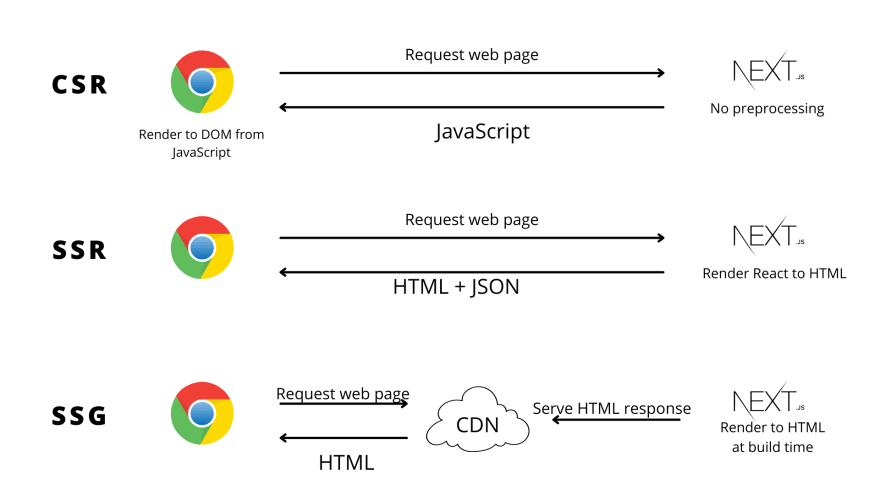 CSR
Request web page
NEXT.JS
No preprocessing
JavaScript
Render to DOM from
JavaScript
SSR
Request web page
NEXT.JS
Render React to HTML
HTML + JSON
SSG
Request web page
CDN
Serve HTML response
NEXT.JS
Render to HTML
at build time
HTML